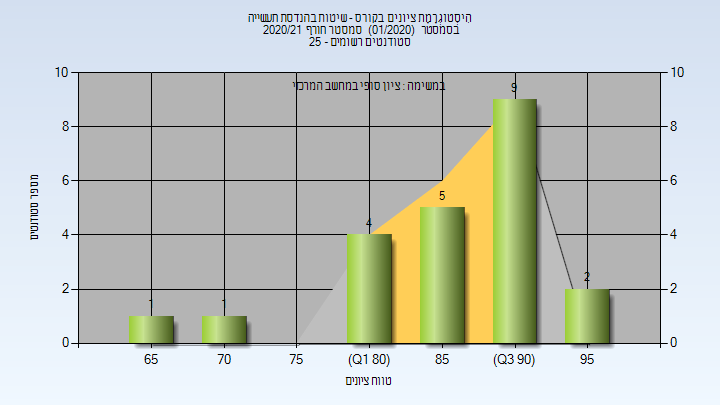 היסטוגרמת ציונים בקורס - שיטות בהנדסת תעשייה
בסמסטר (01/2020) סמסטר חורף 2020/21
סטודנטים רשומים - 25
במשימה : ציון סופי במחשב המרכזי
מספר סטודנטים
10 10
8 8
6 6
4 4
2 2
0 0
1 1 4 5 9 2
65 70 75 (Q1 80) 85 (Q3 90) 95
טווח ציונים